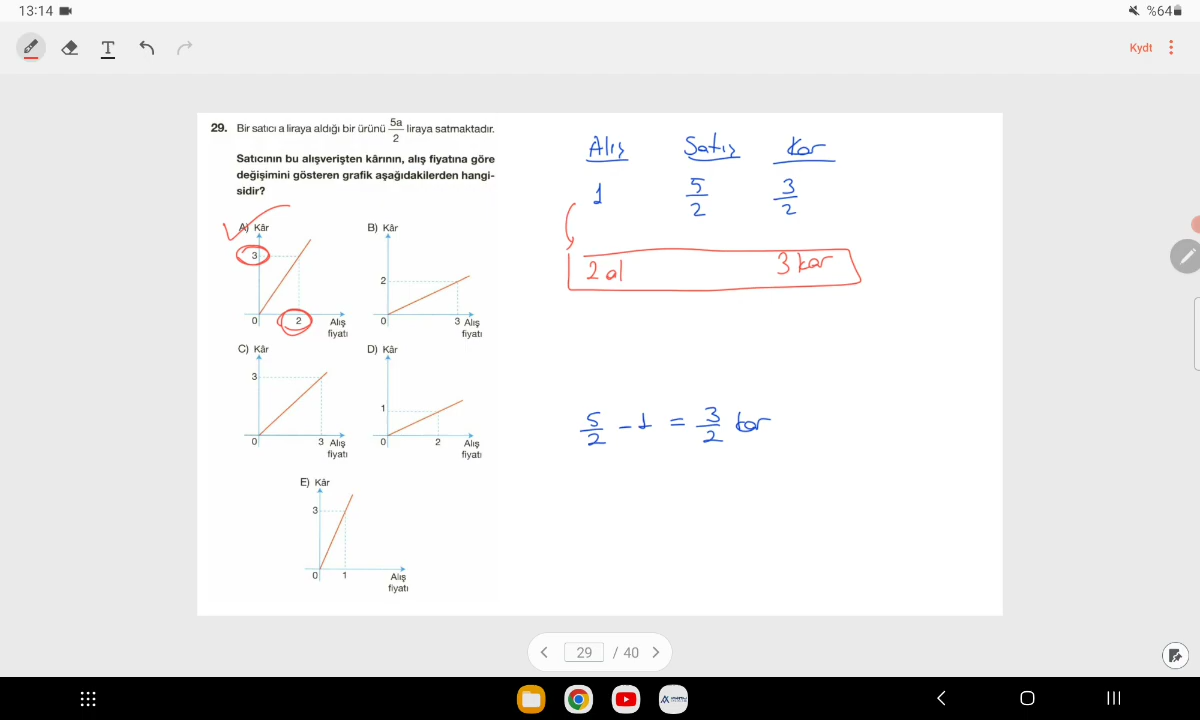 13:14
%64
T
Kydt
29. Bir satıcı a liraya aldığı bir ürünü 5a/2 liraya satmaktadır.
Satıcının bu alışverişten kârının, alış fiyatına göre
değişimini gösteren grafik aşağıdakilerden hangi-
sidir?
A) Kâr
3
0
2
Alış
fiyatı
B) Kâr
2
0
3 Alış
fiyatı
C) Kâr
3
0
3 Alış
fiyatı
D) Kâr
1
0
2
Alış
fiyatı
E) Kâr
3
0
1
Alış
fiyatı
Alış Satış Kar
1 5/2 3/2
2 al 3 kar
5/2 - 1 = 3/2 kar
29 / 40